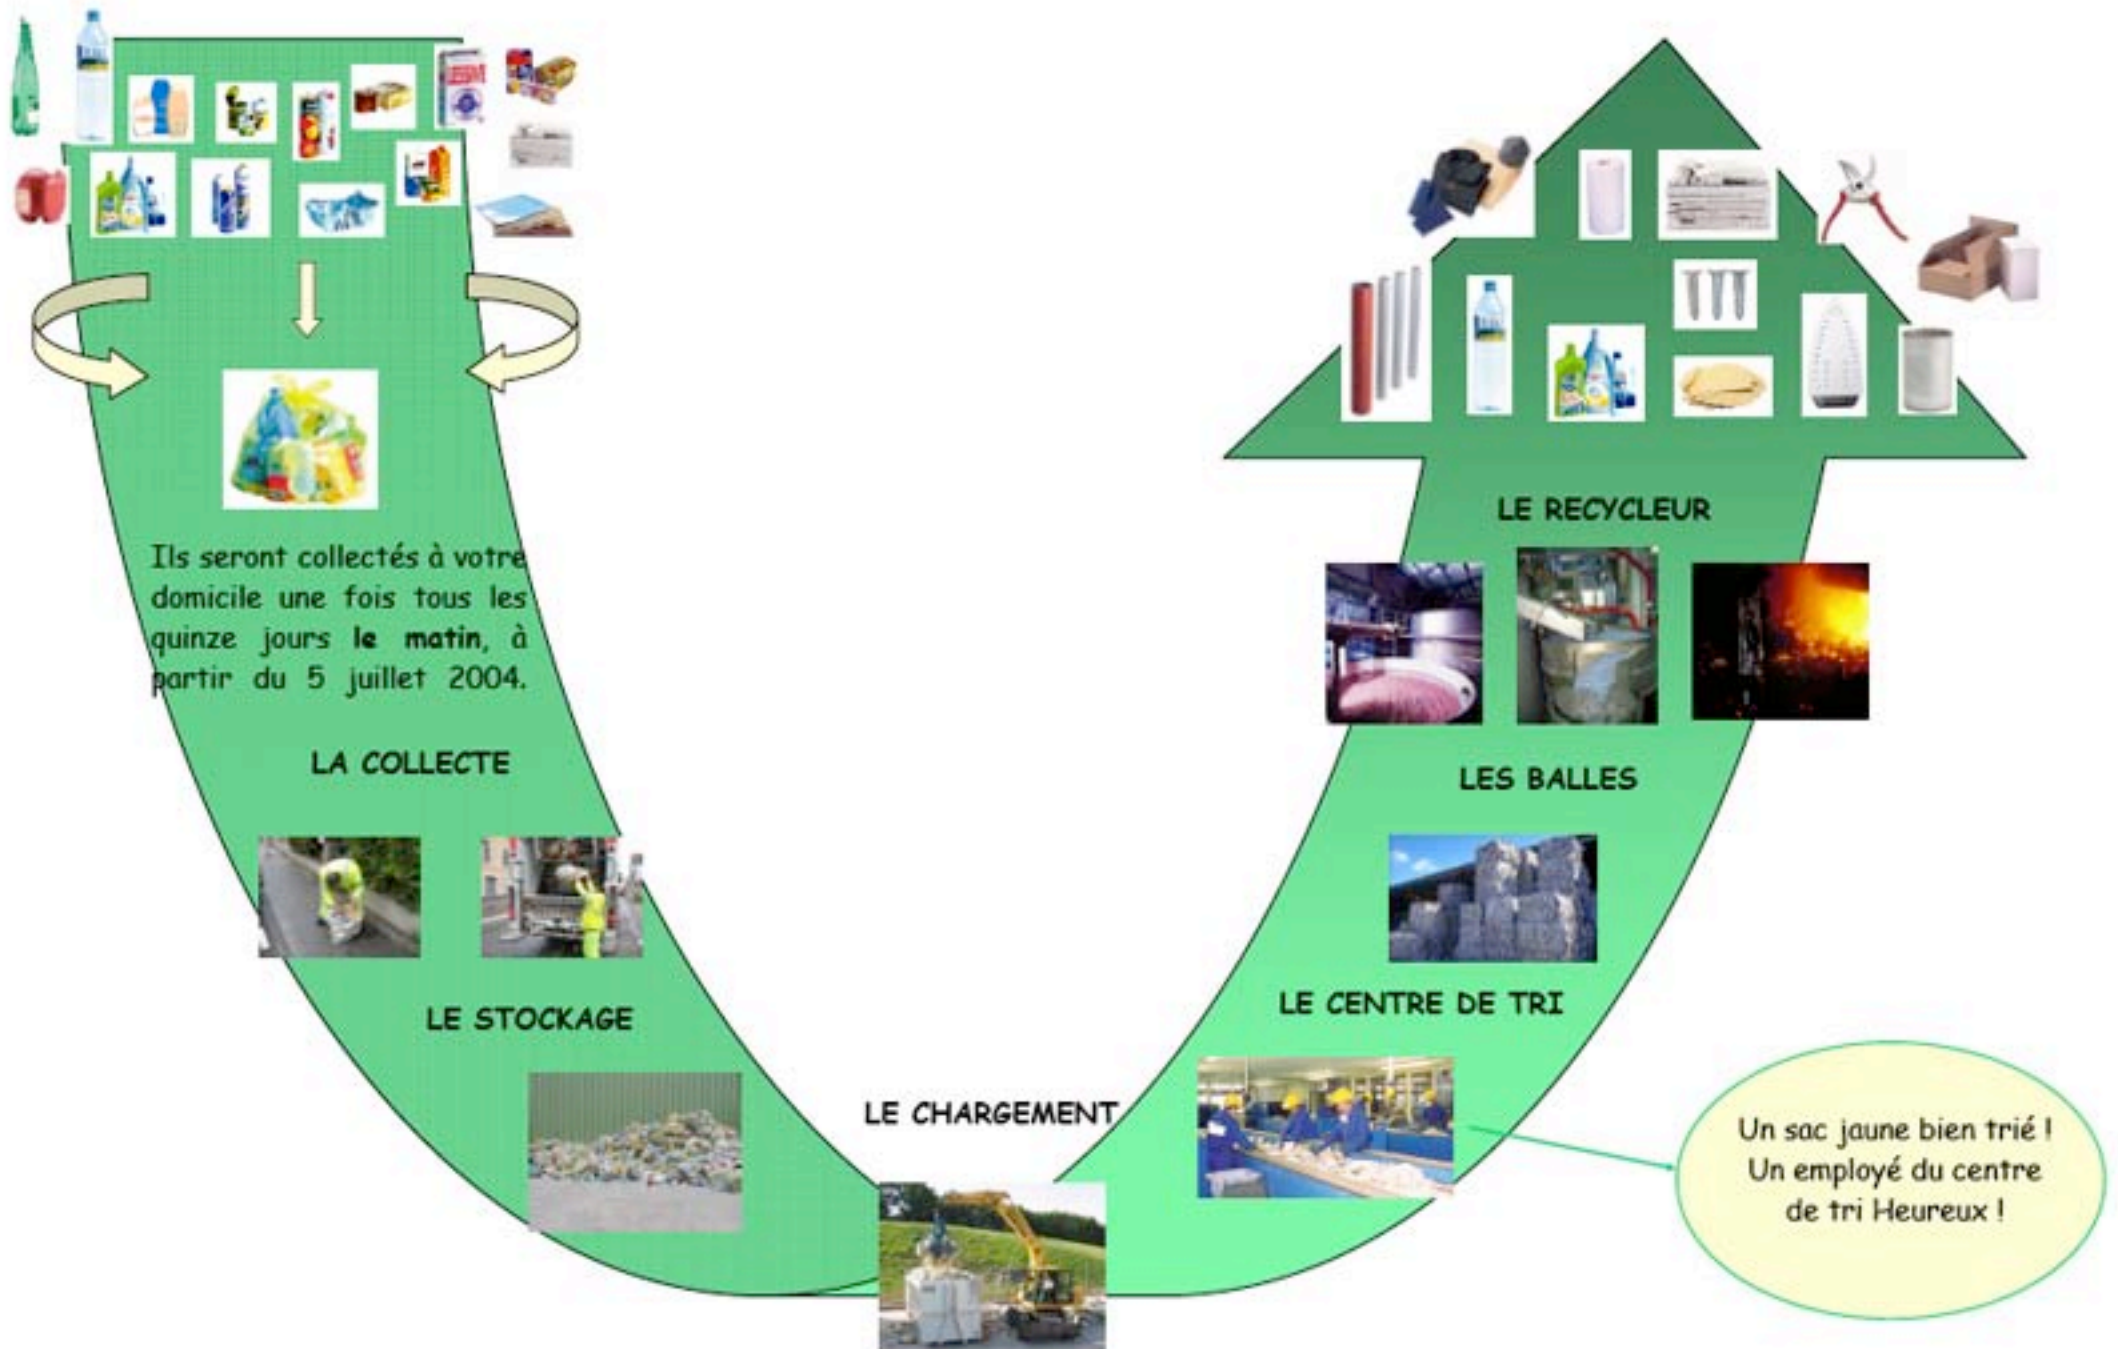 LESSIVE
Ils seront collectés à votre
domicile une fois tous les
quinze jours le matin, à
partir du 5 juillet 2004.
LA COLLECTE
LE STOCKAGE
LE CHARGEMENT
LE CENTRE DE TRI
Un sac jaune bien trié !
Un employé du centre
de tri Heureux !
LES BALLES
LE RECYCLEUR